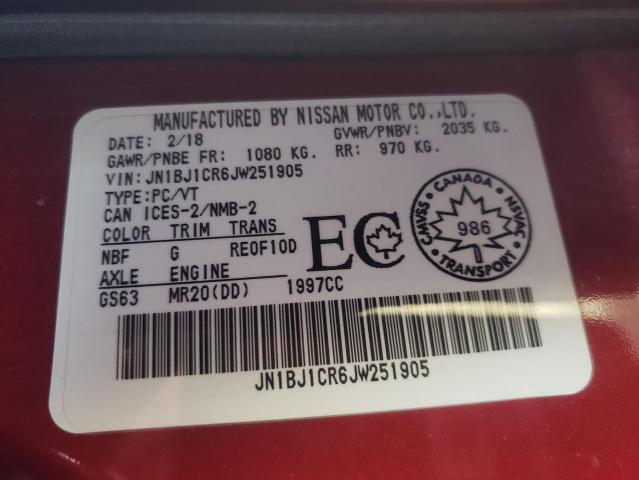 MANUFACTURED BY NISSAN MOTOR CO.,LTD.
DATE: 2/18 GVWR/PNBV: 2035 KG.
GAWR/PNBE FR: 1080 KG. RR: 970 KG.
VIN: JN1BJ1CR6JW251905
TYPE: PC/VT
CAN ICES-2/NMB-2
COLOR TRIM TRANS
NBF G RE0F10D
AXLE ENGINE
GS63 MR20(DD) 1997CC
EC
CANADA
CMVSS 986 NSVAC
TRANSPORT
JN1BJ1CR6JW251905